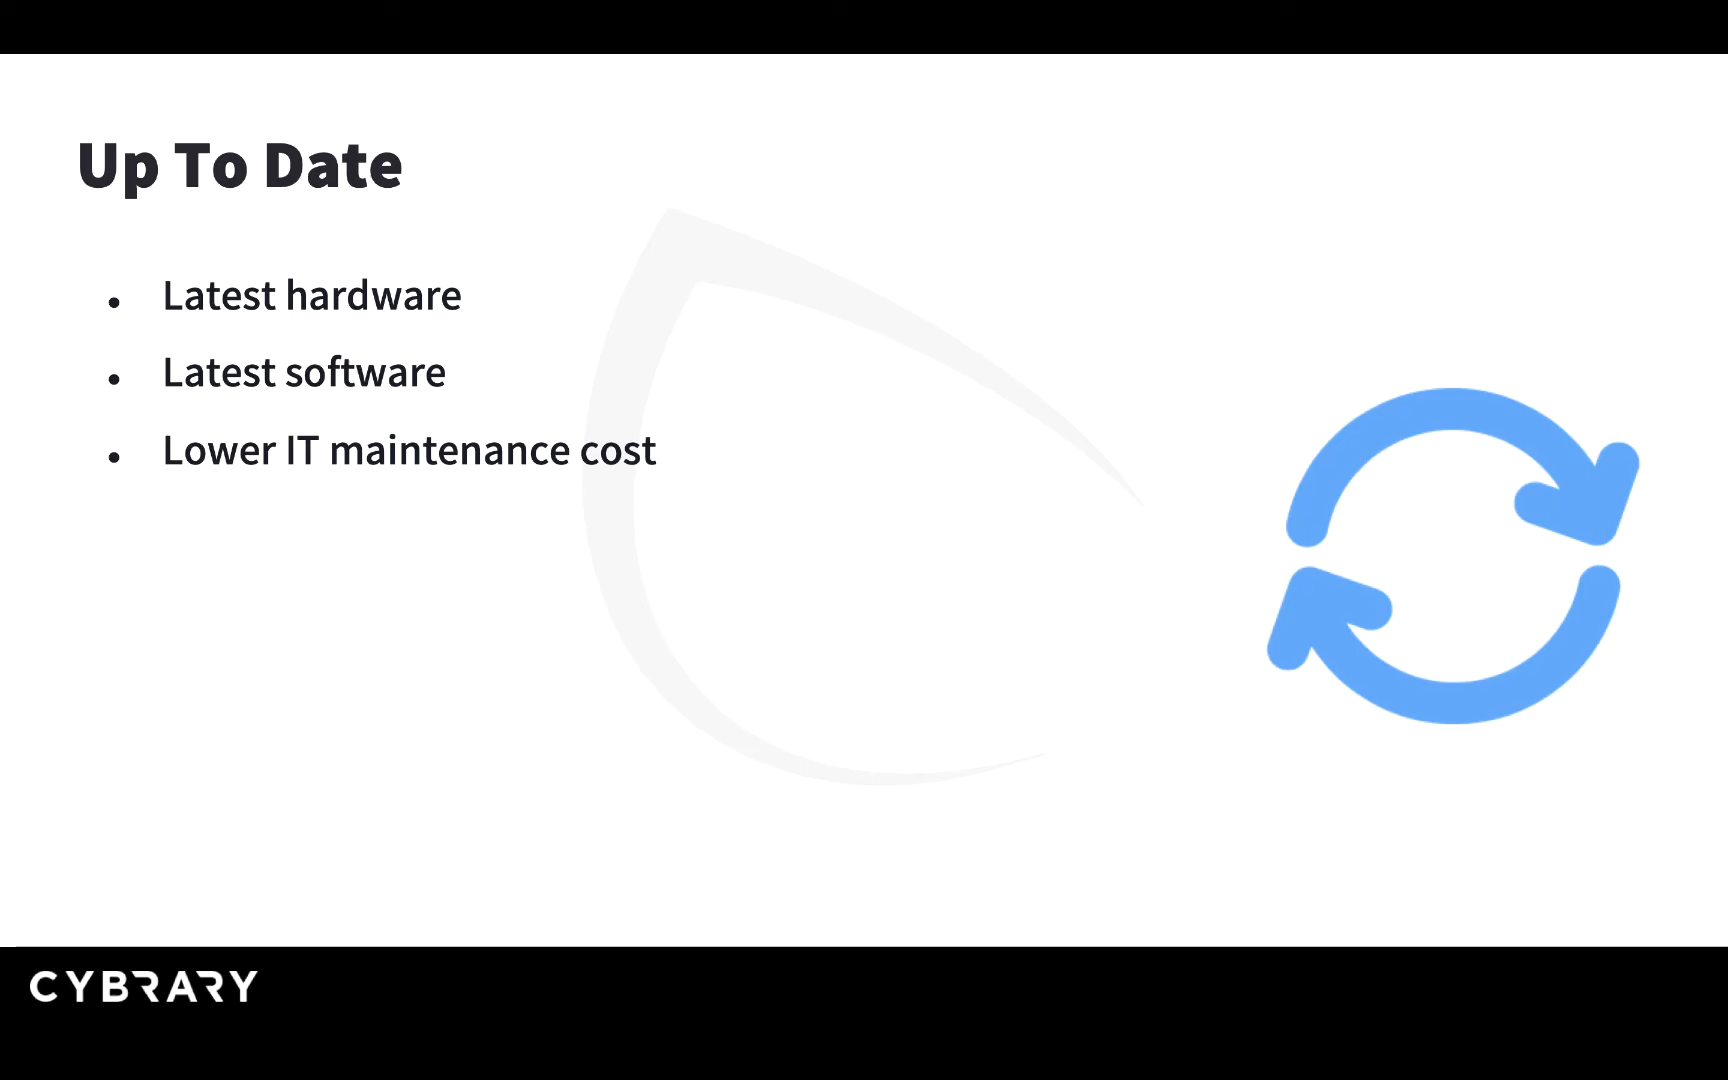 Up To Date
• Latest hardware
• Latest software
• Lower IT maintenance cost
CYBRARY